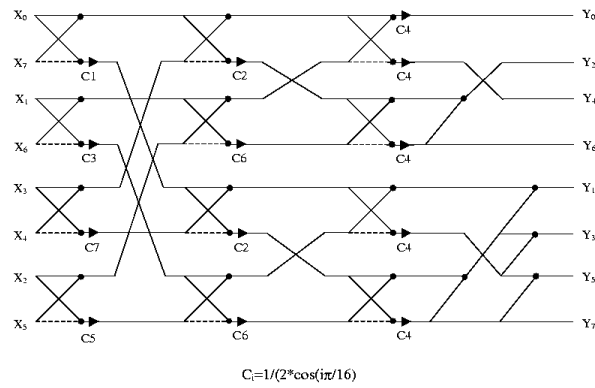 X₀ C4 Y₀
X₇ C1 C2 C4 Y₂
X₁ Y₄
X₆ C3 C6 C4 Y₆
X₃ Y₁
X₄ C7 C2 C4 Y₃
X₂ Y₅
X₅ C5 C6 C4 Y₇
Cᵢ=1/(2*cos(iπ/16)